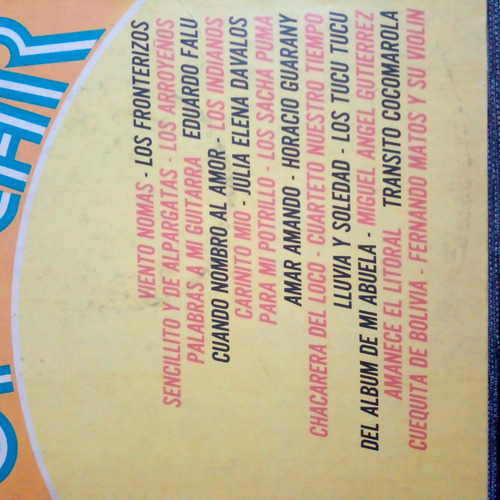 VIENTO NOMAS - LOS FRONTERIZOS
SENCILLITO Y DE ALPARGATAS - LOS ARROYEÑOS
PALABRAS A MI GUITARRA EDUARDO FALU
CUANDO NOMBRO AL AMOR - LOS INDIANOS
CARINITO MIO - JULIA ELENA DAVALOS
PARA MI POTRILLO - LOS SACHA PUMA
AMAR AMANDO - HORACIO GUARANY
CHACARERA DEL LOCO - CUARTETO NUESTRO TIEMPO
LLUVIA Y SOLEDAD - LOS TUCU TUCU
DEL ALBUM DE MI ABUELA - MIGUEL ANGEL GUTIERREZ
AMANECE EL LITORAL TRANSITO COCOMAROLA
CUEQUITA DE BOLIVIA - FERNANDO MATOS Y SU VIOLIN